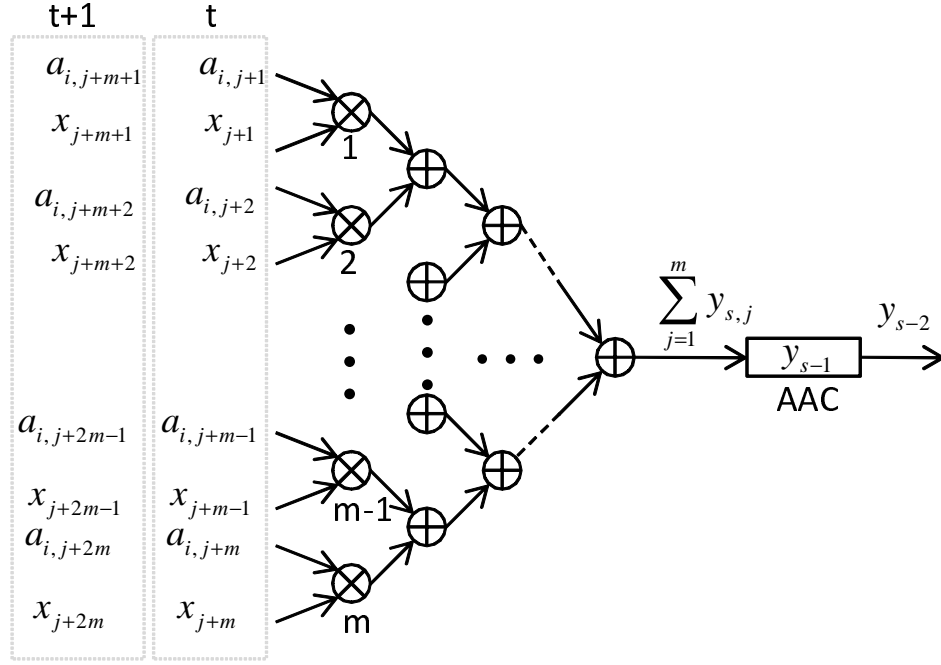 t+1 t
a_{i,j+m+1} a_{i,j+1}
x_{j+m+1} x_{j+1}
1
a_{i,j+m+2} a_{i,j+2}
x_{j+m+2} x_{j+2}
2
\sum_{j=1}^{m} y_{s,j}
y_{s-2}
y_{s-1}
AAC
a_{i,j+2m-1} a_{i,j+m-1}
x_{j+2m-1} x_{j+m-1}
m-1
a_{i,j+2m} a_{i,j+m}
x_{j+2m} x_{j+m}
m